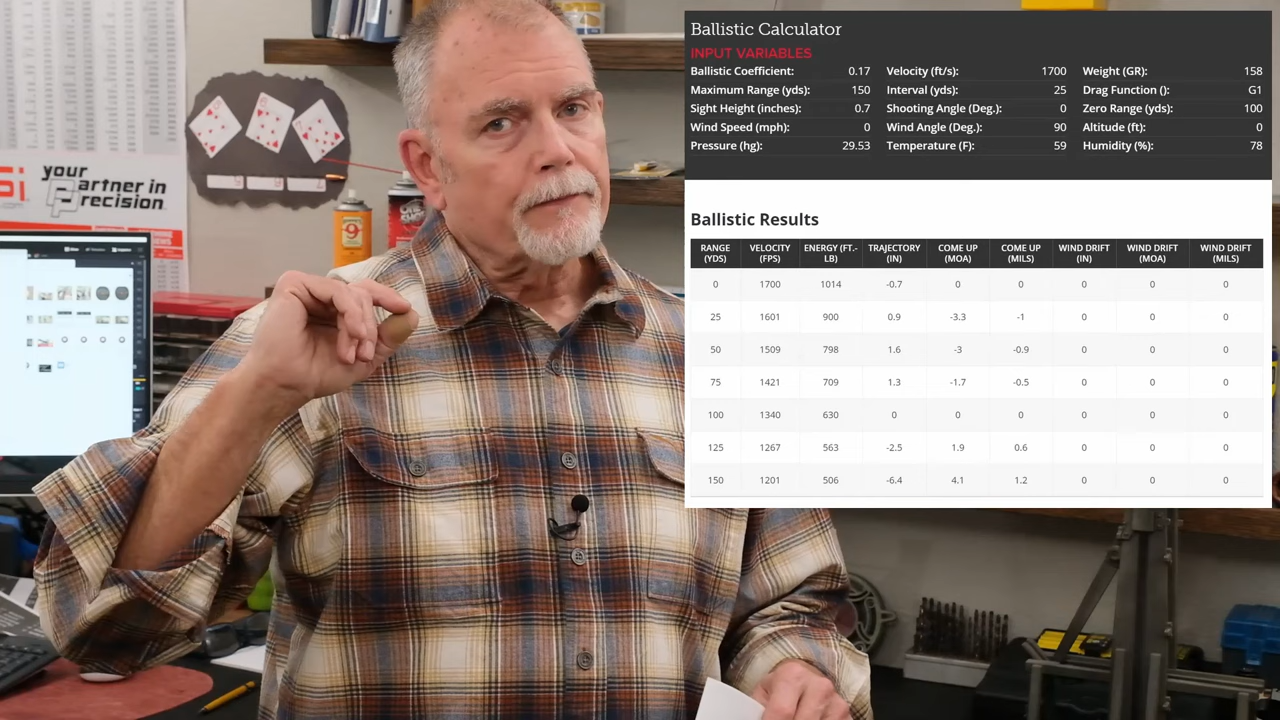 your
Partner in
Precision
9
ONE
SHOT
Ballistic Calculator
INPUT VARIABLES
Ballistic Coefficient: 0.17 Velocity (ft/s): 1700 Weight (GR): 158
Maximum Range (yds): 150 Interval (yds): 25 Drag Function (): G1
Sight Height (inches): 0.7 Shooting Angle (Deg.): 0 Zero Range (yds): 100
Wind Speed (mph): 0 Wind Angle (Deg.): 90 Altitude (ft): 0
Pressure (hg): 29.53 Temperature (F): 59 Humidity (%): 78
Ballistic Results
RANGE (YDS) VELOCITY (FPS) ENERGY (FT.-LB) TRAJECTORY (IN) COME UP (MOA) COME UP (MILS) WIND DRIFT (IN) WIND DRIFT (MOA) WIND DRIFT (MILS)
0 1700 1014 -0.7 0 0 0 0 0
25 1601 900 0.9 -3.3 -1 0 0 0
50 1509 798 1.6 -3 -0.9 0 0 0
75 1421 709 1.3 -1.7 -0.5 0 0 0
100 1340 630 0 0 0 0 0 0
125 1267 563 -2.5 1.9 0.6 0 0 0
150 1201 506 -6.4 4.1 1.2 0 0 0